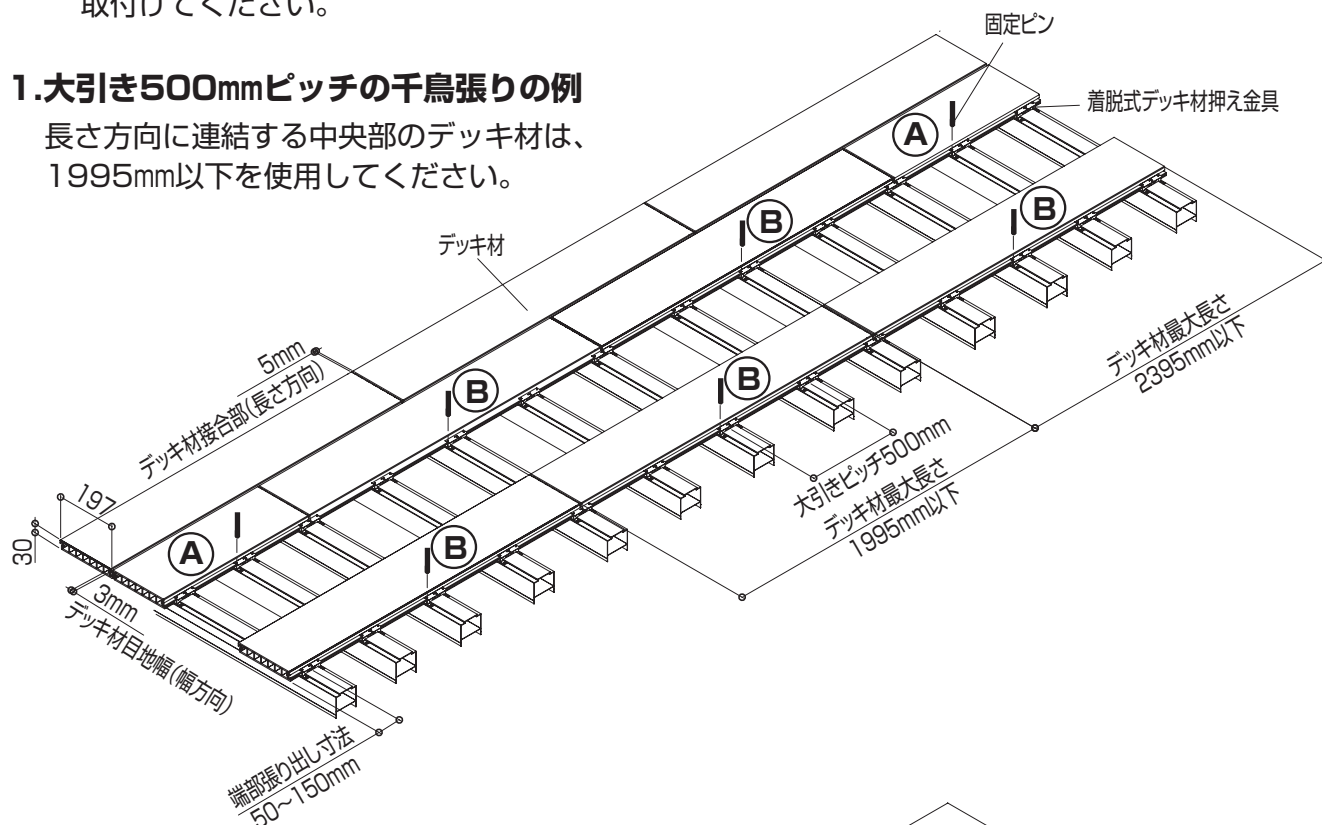 取付けてください。
1.大引き500mmピッチの千鳥張りの例
長さ方向に連結する中央部のデッキ材は、
1995mm以下を使用してください。
固定ピン
着脱式デッキ材押え金具
A
B
B
デッキ材
5mm
デッキ材接合部(長さ方向)
B
B
デッキ材最大長さ
2395mm以下
大引きピッチ500mm
デッキ材最大長さ
1995mm以下
197
30
A
B
3mm
デッキ材目地幅(幅方向)
端部張り出し寸法
50~150mm